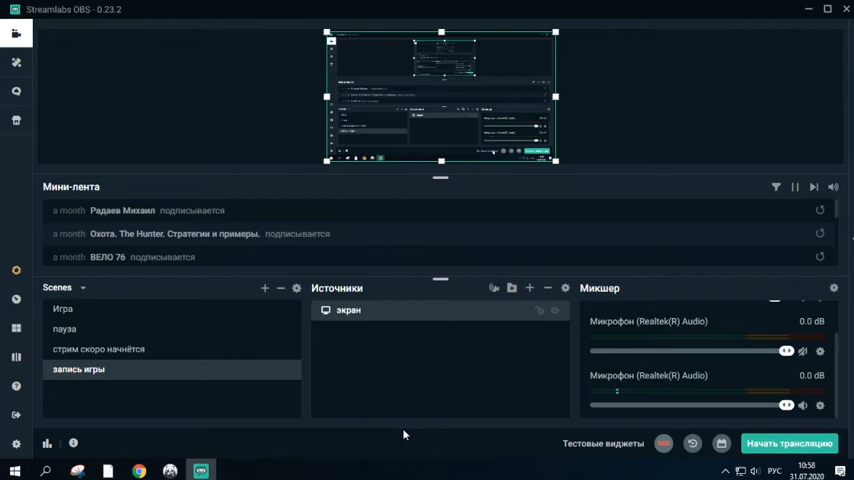 Streamlabs OBS - 0.23.2
Мини-лента
a month Радаев Михаил подписывается
a month Охота. The Hunter. Стратегии и примеры. подписывается
a month ВЕЛО 76 подписывается
Scenes
Игра
пауза
стрим скоро начнётся
запись игры
Источники
экран
Микшер
Микрофон (Realtek(R) Audio) 0.0 dB
Микрофон (Realtek(R) Audio) 0.0 dB
Тестовые виджеты REC Начать трансляцию
РУС
10:58
31.07.2020